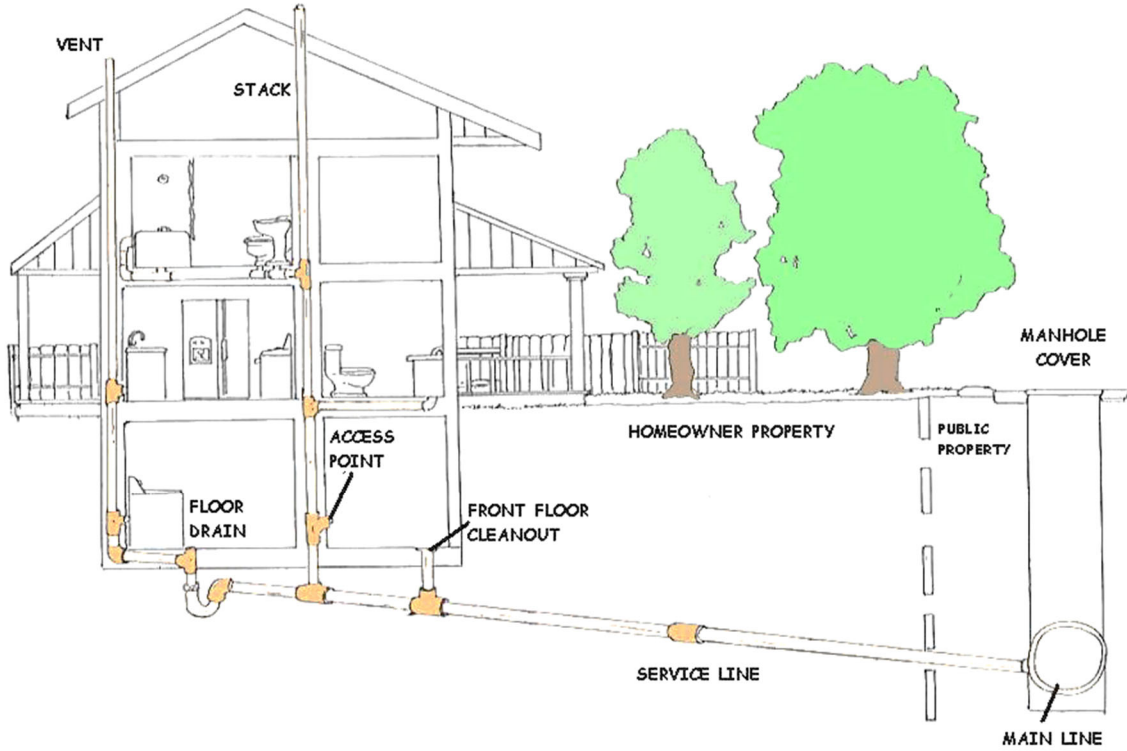 VENT
STACK
MANHOLE
COVER
HOMEOWNER PROPERTY
PUBLIC
PROPERTY
ACCESS
POINT
FLOOR
DRAIN
FRONT FLOOR
CLEANOUT
SERVICE LINE
MAIN LINE